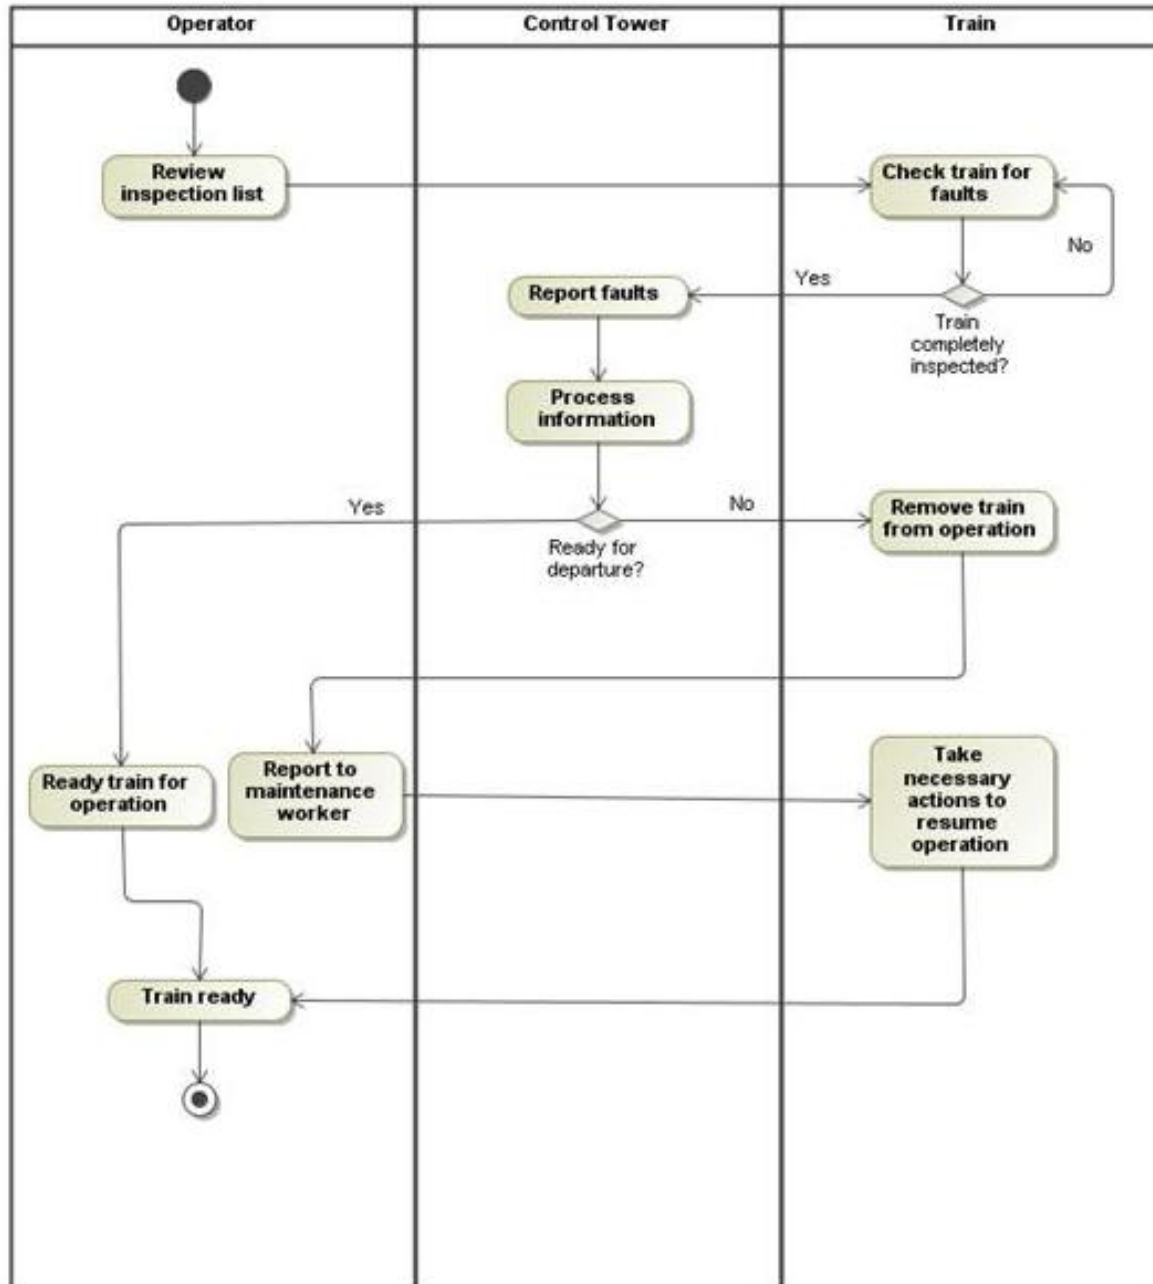 Operator
Control Tower
Train
Review
inspection list
Check train for
faults
No
Yes
Report faults
Train
completely
inspected?
Process
information
Yes
No
Remove train
from operation
Ready for
departure?
Ready train for
operation
Report to
maintenance
worker
Take
necessary
actions to
resume
operation
Train ready